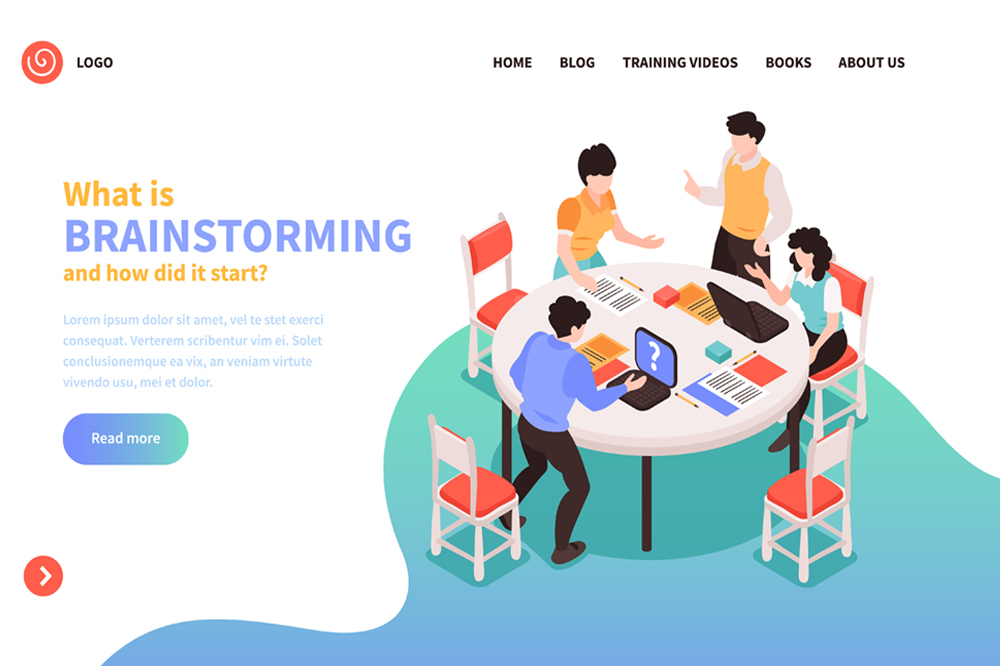 LOGO
HOME BLOG TRAINING VIDEOS BOOKS ABOUT US
What is
BRAINSTORMING
and how did it start?
Lorem ipsum dolor sit amet, vel te stet exerci
consequat. Verterem scribentur vim ei. Solet
conclusionemque ea vix, an veniam virtute
vivendo usu, mei et dolor.
Read more
?